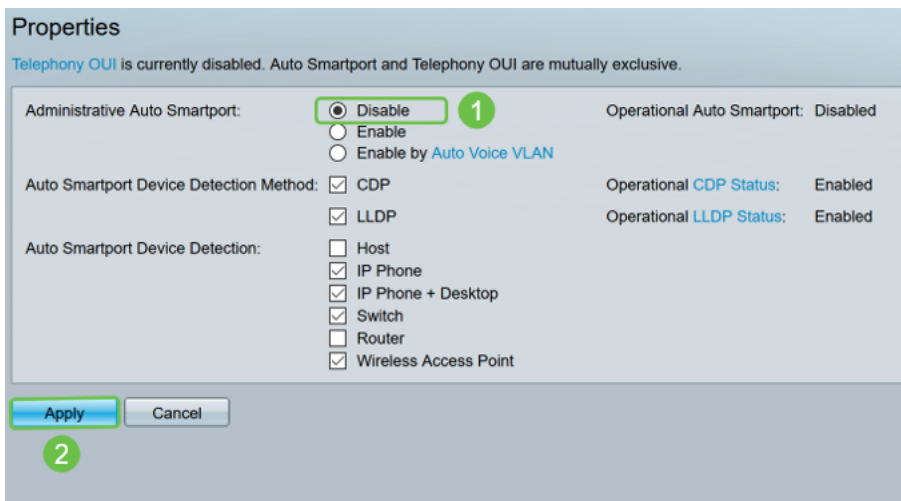 Properties
Telephony OUI is currently disabled. Auto Smartport and Telephony OUI are mutually exclusive.
Administrative Auto Smartport: Disable 1 Operational Auto Smartport: Disabled
Enable
Enable by Auto Voice VLAN
Auto Smartport Device Detection Method: CDP Operational CDP Status: Enabled
LLDP Operational LLDP Status: Enabled
Auto Smartport Device Detection: Host
IP Phone
IP Phone + Desktop
Switch
Router
Wireless Access Point
Apply Cancel
2